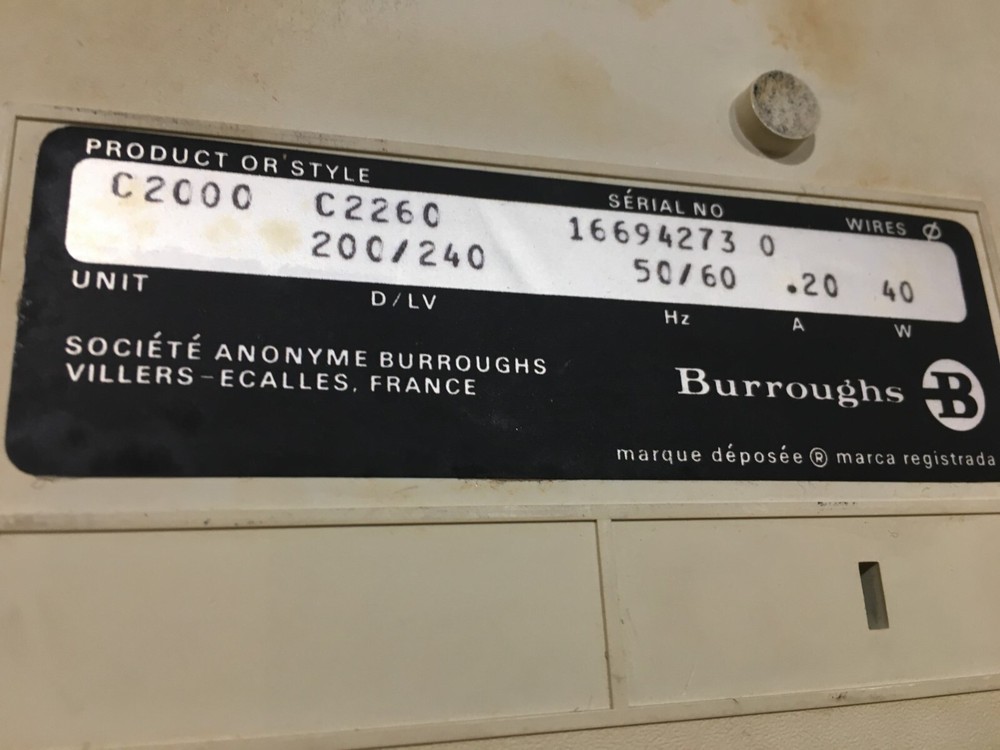 PRODUCT OR STYLE SÉRIAL NO WIRES Ø
C2000 C2260 16694273 0
200/240 50/60 .20 40
UNIT D/LV Hz A W
SOCIÉTÉ ANONYME BURROUGHS
VILLERS-ECALLES, FRANCE
Burroughs B
marque déposée ® marca registrada